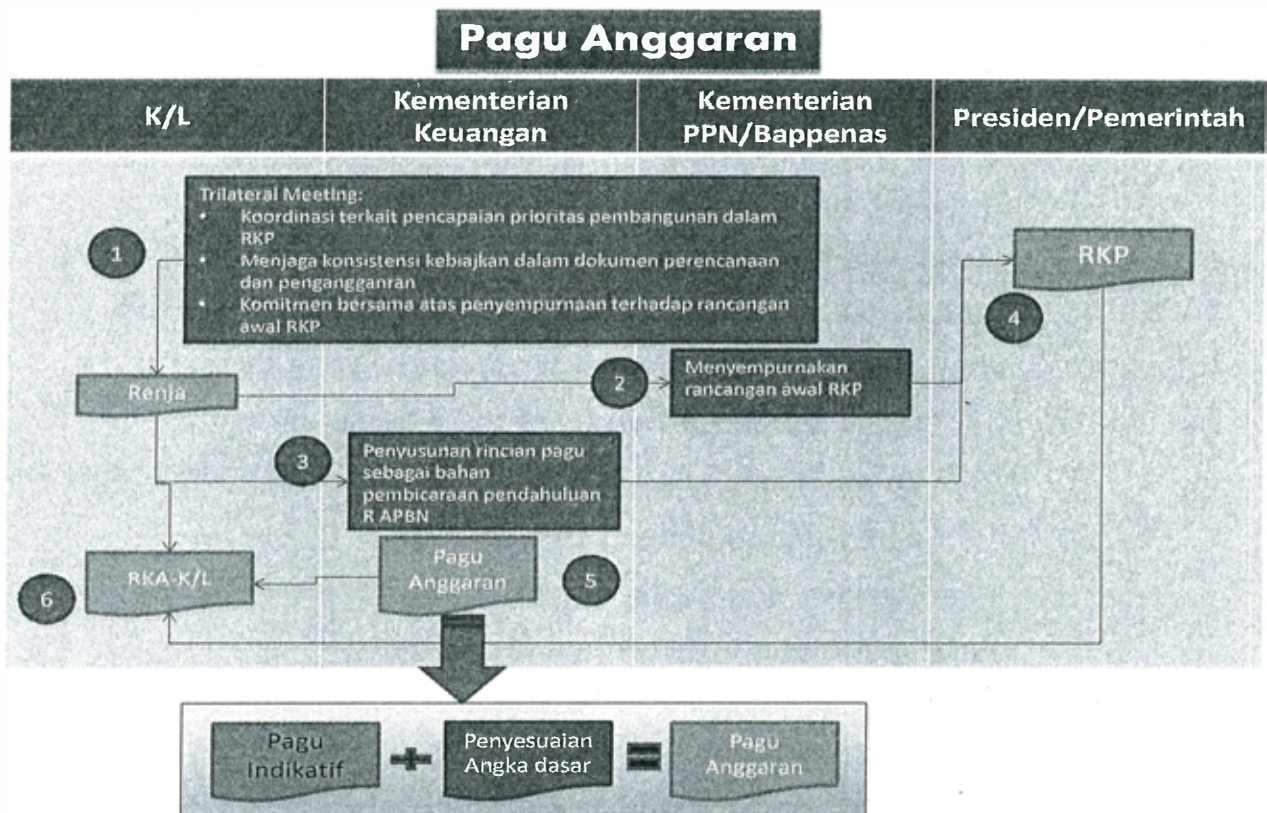 Pagu Anggaran
K/L
Kementerian
Keuangan
Kementerian
PPN/Bappenas
Presiden/Pemerintah
Trilateral Meeting:
• Koordinasi terkait pencapaian prioritas pembangunan dalam
RKP
• Menjaga konsistensi kebiajkan dalam dokumen perencanaan
dan pengangganran
• Komitmen bersama atas penyempurnaan terhadap rancangan
awal RKP
1
RKP
4
Renja
2
Menyempurnakan
rancangan awal RKP
3
Penyusunan rincian pagu
sebagai bahan
pembicaraan pendahuluan
R APBN
6
RKA-K/L
Pagu
Anggaran
5
Pagu
Indikatif
+
Penyesuaian
Angka dasar
=
Pagu
Anggaran